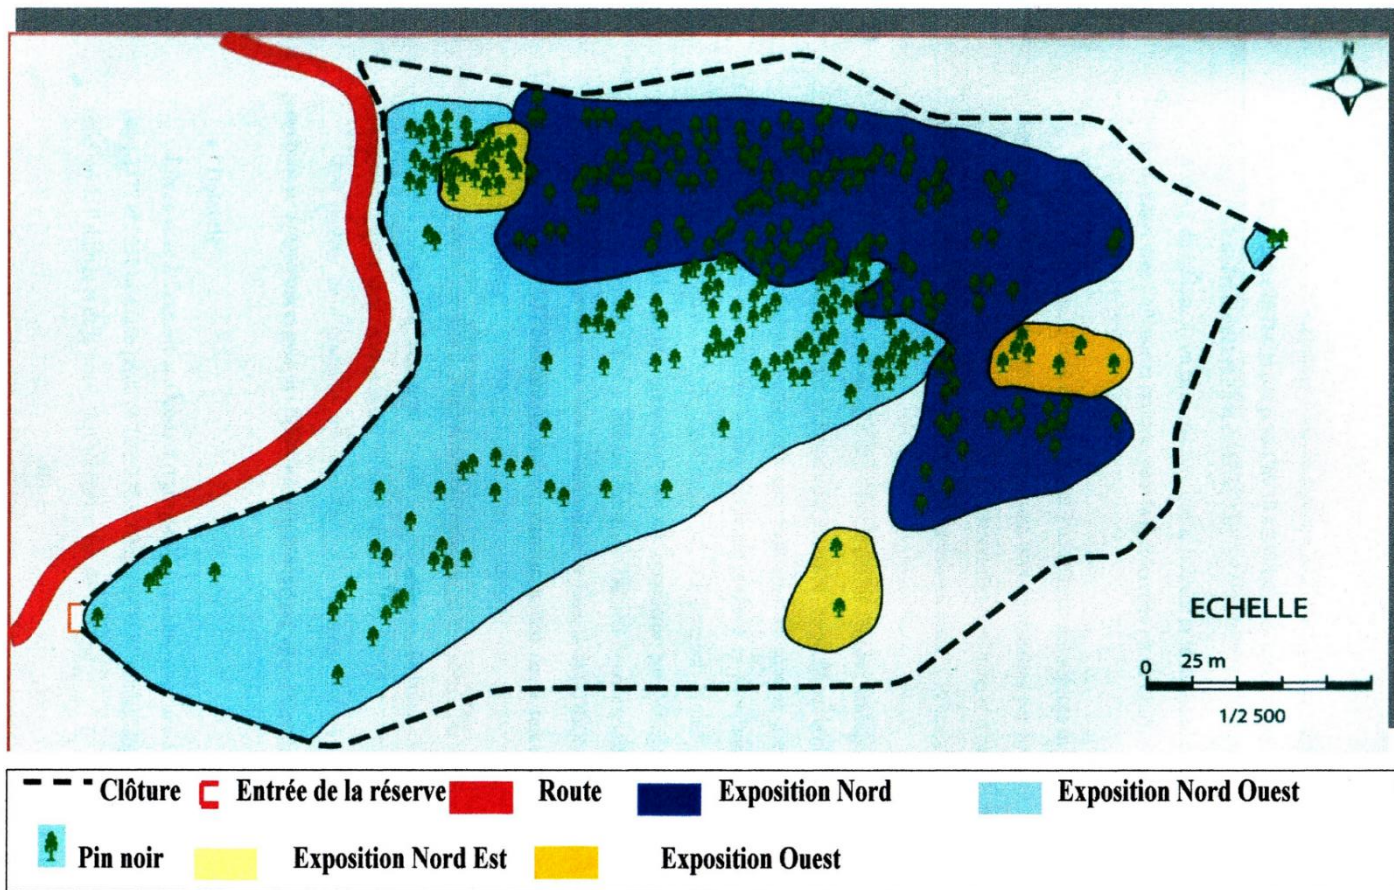 N
ECHELLE
0 25 m
1/2 500
Clôture Entrée de la réserve Route Exposition Nord Exposition Nord Ouest
Pin noir Exposition Nord Est Exposition Ouest